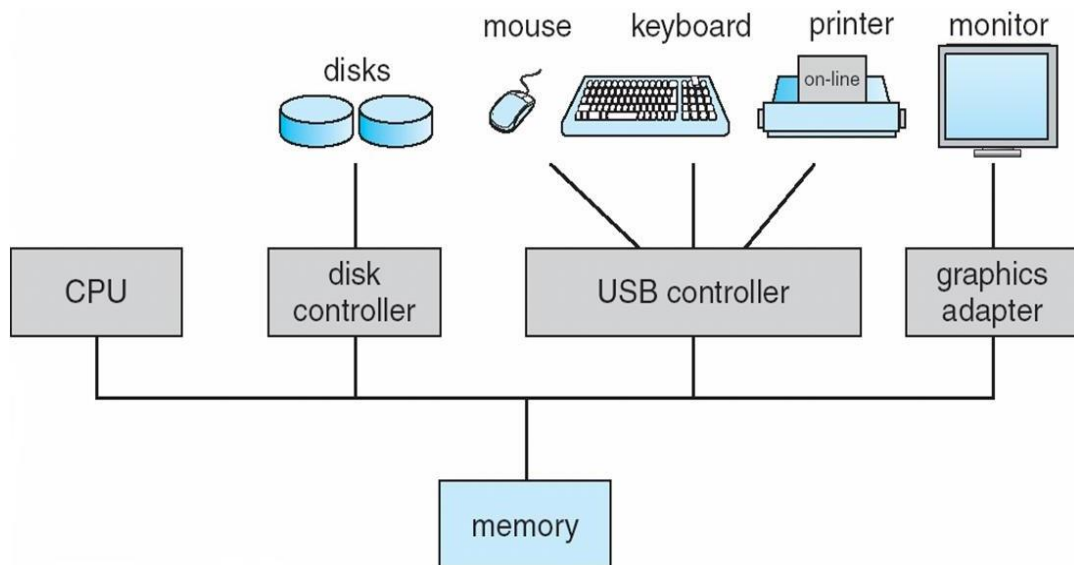 mouse
keyboard
printer
monitor
disks
on-line
CPU
disk
controller
USB controller
graphics
adapter
memory